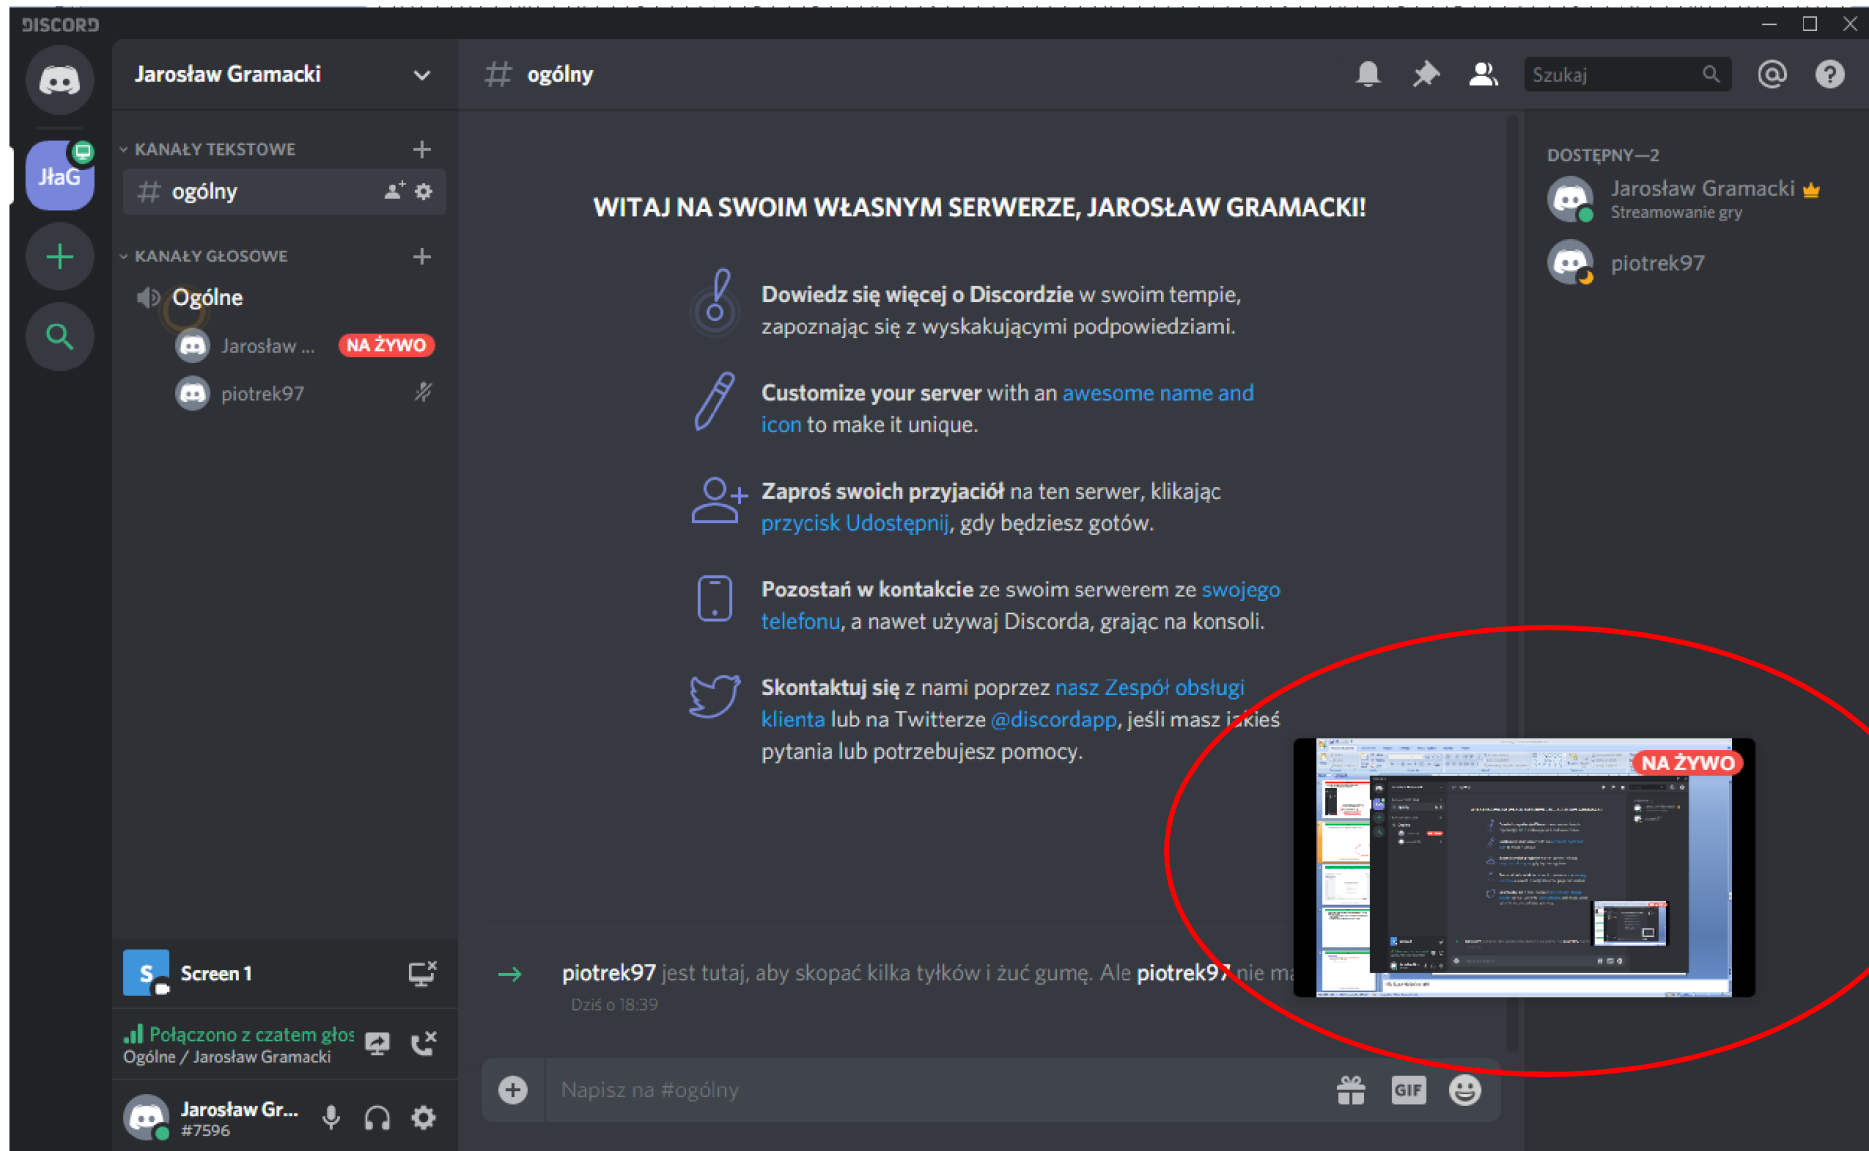 DISCORD
Jarosław Gramacki
ogólny
Szukaj
JłaG
KANAŁY TEKSTOWE
ogólny
KANAŁY GŁOSOWE
Ogólne
Jarosław ...
NA ŻYWO
piotrek97
WITAJ NA SWOIM WŁASNYM SERWERZE, JAROSŁAW GRAMACKI!
Dowiedz się więcej o Discordzie w swoim tempie,
zapoznając się z wyskakującymi podpowiedziami.
Customize your server with an awesome name and
icon to make it unique.
Zaproś swoich przyjaciół na ten serwer, klikając
przycisk Udostępnij, gdy będziesz gotów.
Pozostań w kontakcie ze swoim serwerem ze swojego
telefonu, a nawet używaj Discorda, grając na konsoli.
Skontaktuj się z nami poprzez nasz Zespół obsługi
klienta lub na Twitterze @discordapp, jeśli masz jakieś
pytania lub potrzebujesz pomocy.
piotrek97 jest tutaj, aby skopać kilka tyłków i żuć gumę. Ale piotrek97 nie
Dziś o 18:39
Napisz na #ogólny
GIF
DOSTĘPNY—2
Jarosław Gramacki
Streamowanie gry
piotrek97
NA ŻYWO
S
Screen 1
Połączono z czatem głos
Ogólne / Jarosław Gramacki
Jarosław Gr...
#7596